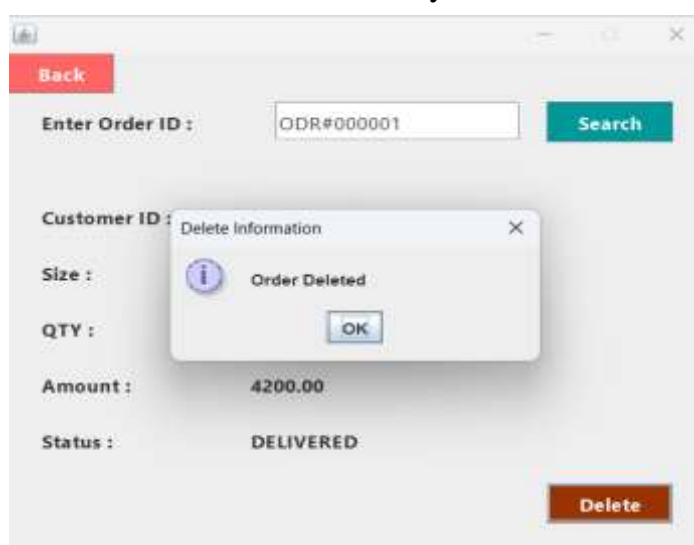 Back
Enter Order ID : ODR#000001 Search
Customer ID :
Delete Information
Size :
Order Deleted
QTY :
OK
Amount : 4200.00
Status : DELIVERED
Delete